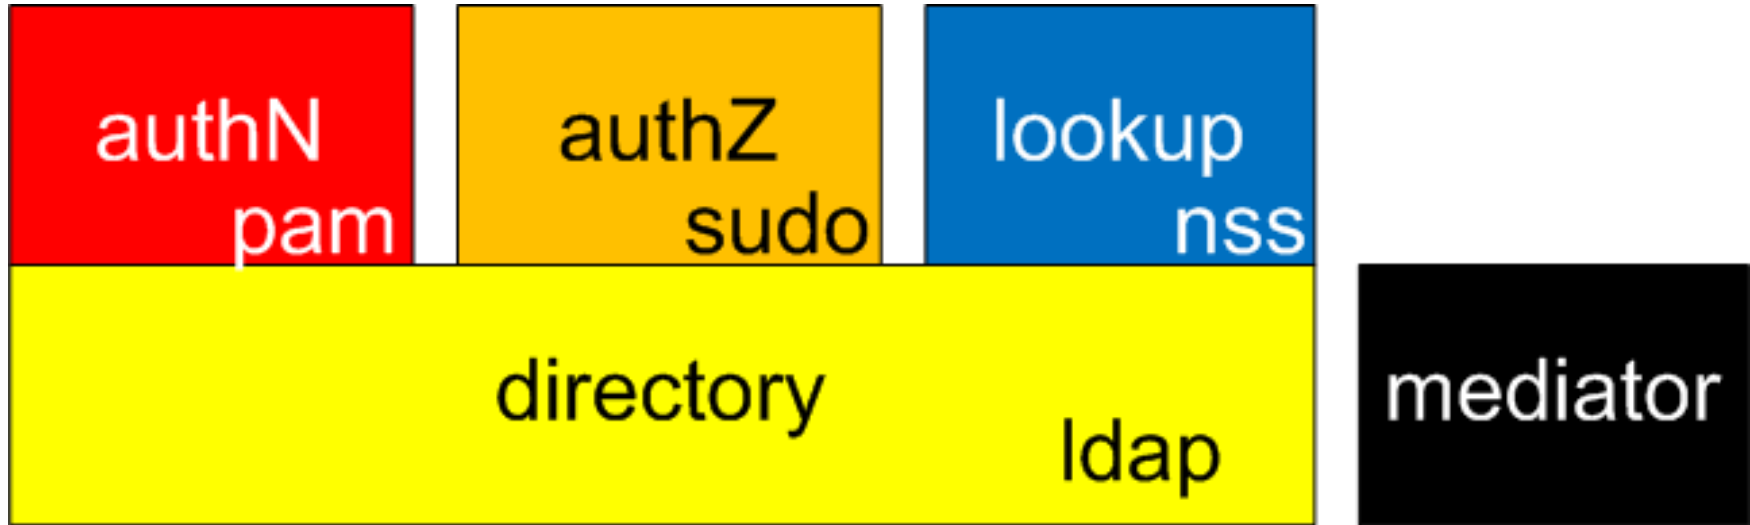 authN
pam
authZ
sudo
lookup
nss
directory
ldap
mediator